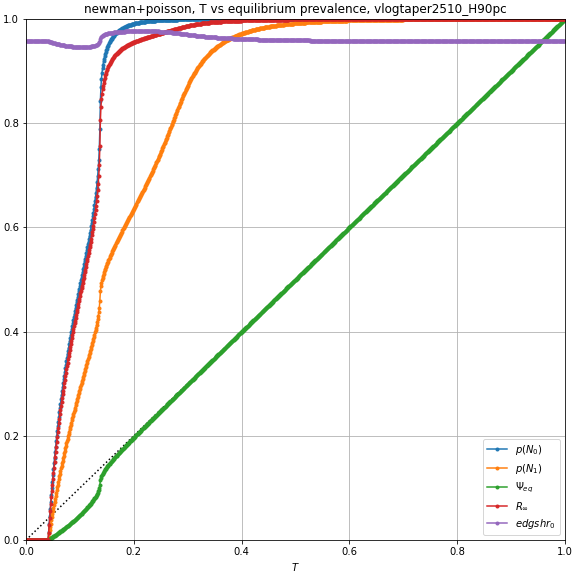 newman+poisson, T vs equilibrium prevalence, vlogtaper2510_H90pc
1.0
0.8
0.6
0.4
0.2
0.0
0.0 0.2 0.4 0.6 0.8 1.0
T
p(N₀)
p(N₁)
Ψeq
R∞
edgshr₀